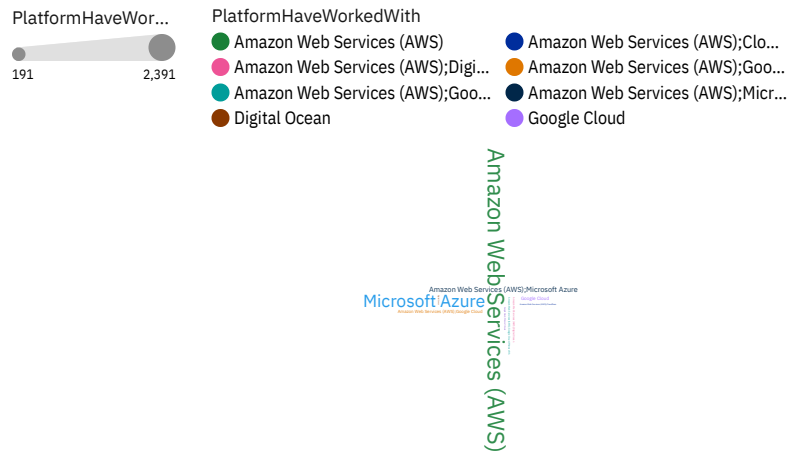 PlatformHaveWor...
191
2,391
PlatformHaveWorkedWith
Amazon Web Services (AWS)
Amazon Web Services (AWS);Clo...
Amazon Web Services (AWS);Digi...
Amazon Web Services (AWS);Goo...
Amazon Web Services (AWS);Goo...
Amazon Web Services (AWS);Micr...
Digital Ocean
Google Cloud
Amazon Web Services (AWS)
Amazon Web Services (AWS);Microsoft Azure
Microsoft Azure
Google Cloud
Amazon Web Services (AWS);Google Cloud